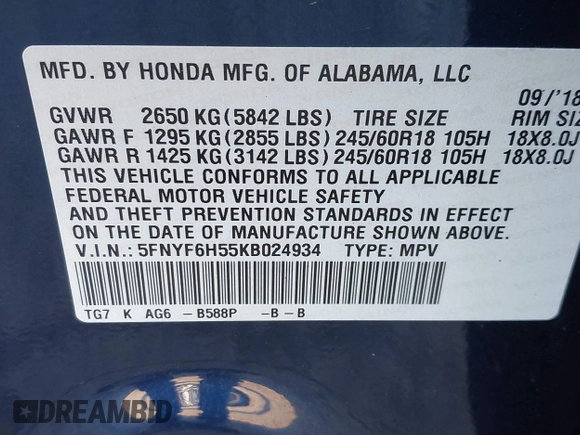 MFD. BY HONDA MFG. OF ALABAMA, LLC
09/'18
GVWR 2650 KG(5842 LBS) TIRE SIZE RIM SIZ
GAWR F 1295 KG(2855 LBS) 245/60R18 105H 18X8.0J
GAWR R 1425 KG(3142 LBS) 245/60R18 105H 18X8.0J
THIS VEHICLE CONFORMS TO ALL APPLICABLE
FEDERAL MOTOR VEHICLE SAFETY
AND THEFT PREVENTION STANDARDS IN EFFECT
ON THE DATE OF MANUFACTURE SHOWN ABOVE.
V.I.N.: 5FNYF6H55KB024934 TYPE: MPV
TG7 K AG6 -B588P -B-B
DREAMBID